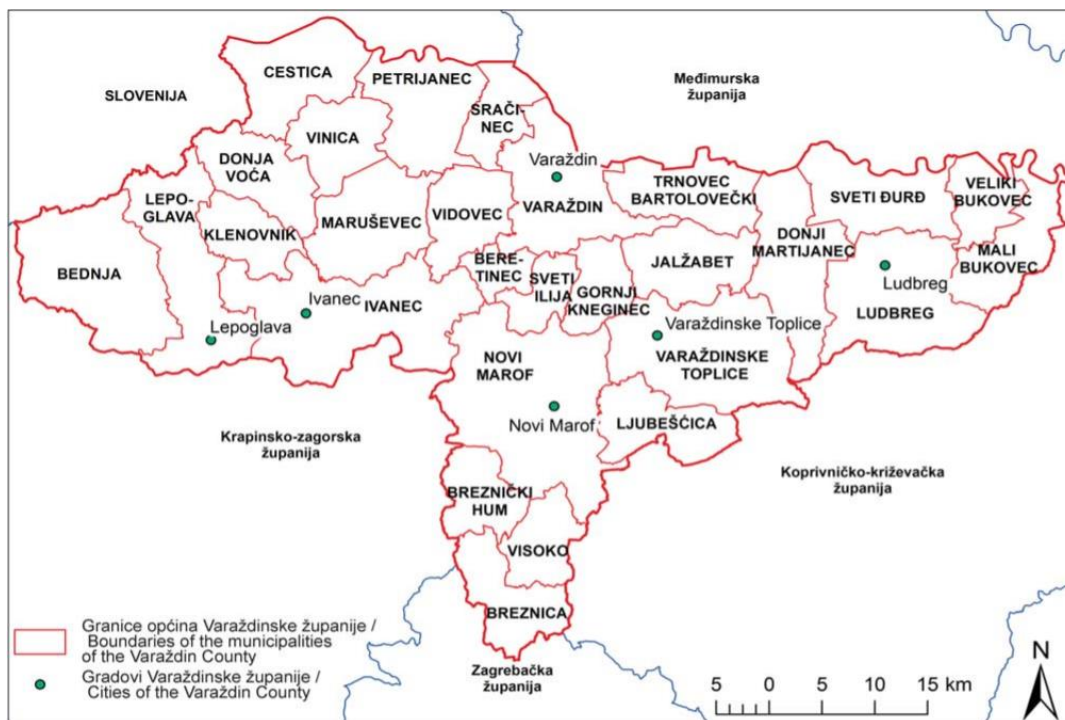 CESTICA
PETRIJANEC
SLOVENIJA
Međimurska
županija
SRAČI-
NEC
VINICA
Varaždin
DONJA
VOĆA
TRNOVEC
BARTOLOVEČKI
SVETI ĐURĐ
VELIKI
BUKOVEC
LEPO-
GLAVA
VARAŽDIN
MARUŠEVEC
VIDOVEC
KLENOVNIK
DONJI
MARTIJANEC
MALI
BUKOVEC
BEDNJA
BERE-
TINEC
SVETI
ILIJA
JALŽABET
Ludbreg
GORNJI
KNEGINEC
Ivanec
IVANEC
LUDBREG
Lepoglava
Varaždinske Toplice
NOVI
MAROF
VARAŽDINSKE
TOPLICE
Novi Marof
LJUBEŠĆICA
Krapinsko-zagorska
županija
Koprivničko-križevačka
županija
BREZNIČKI
HUM
VISOKO
BREZNICA
Granice općina Varaždinske županije /
Boundaries of the municipalities
of the Varaždin County
Gradovi Varaždinske županije /
Cities of the Varaždin County
Zagrebačka
županija
N
5 0 5 10 15 km